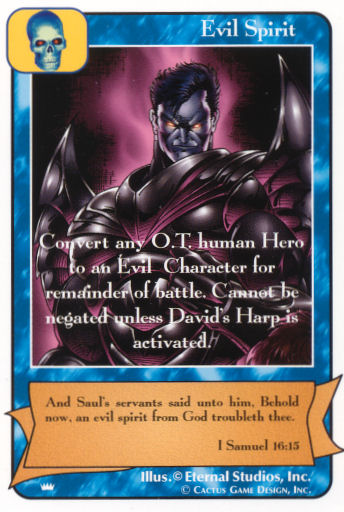 Evil Spirit
Convert any O.T. human Hero
to an Evil Character for
remainder of battle. Cannot be
negated unless David's Harp is
activated.
And Saul's servants said unto him, Behold
now, an evil spirit from God troubleth thee.
I Samuel 16:15
Illus.© Eternal Studios, Inc.
© Cactus Game Design, Inc.